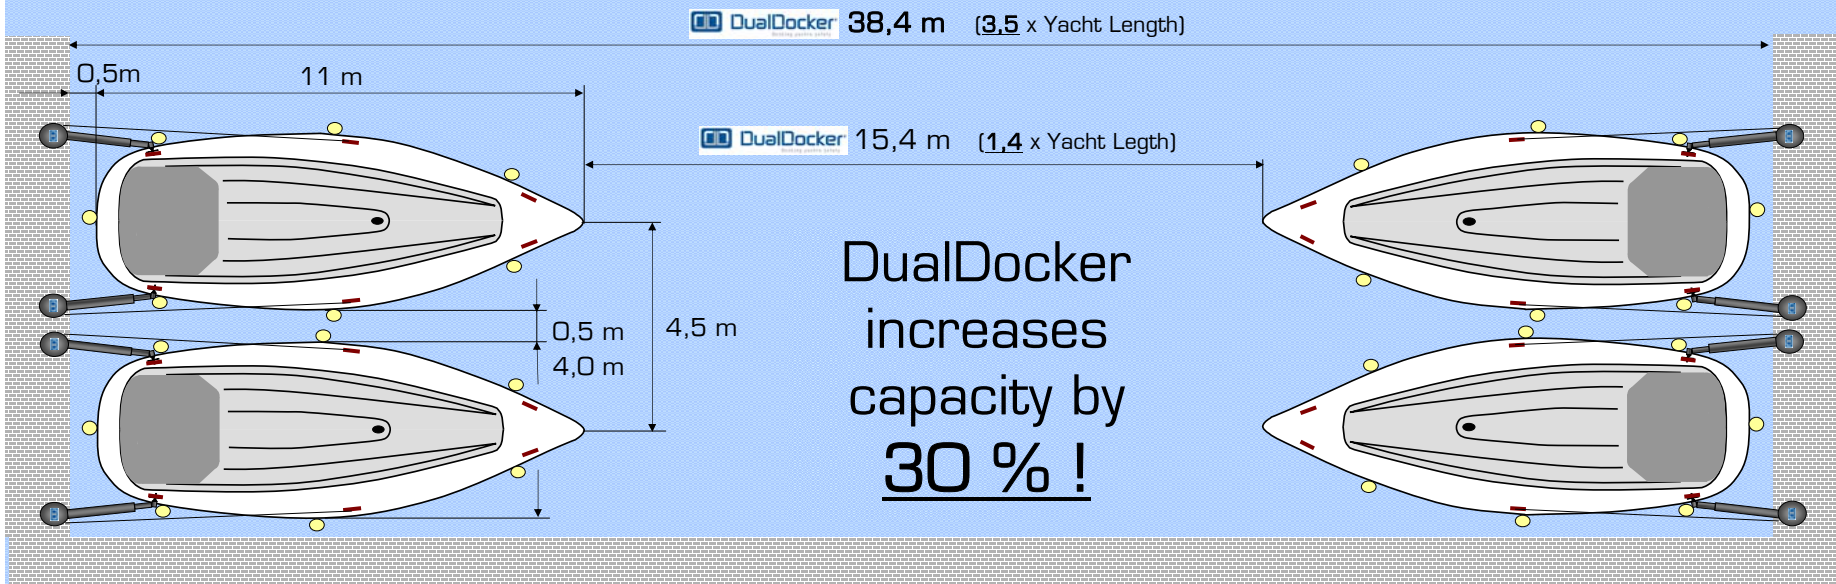 DualDocker 38,4 m (3,5 x Yacht Length)
0,5m
11 m
DualDocker 15,4 m (1,4 x Yacht Legth)
0,5 m
4,5 m
4,0 m
DualDocker
increases
capacity by
30 % !